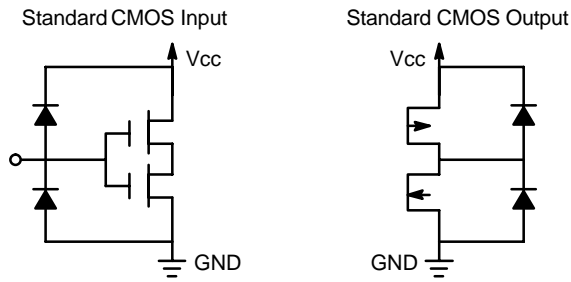 Standard CMOS Input
Standard CMOS Output
Vcc
Vcc
GND
GND